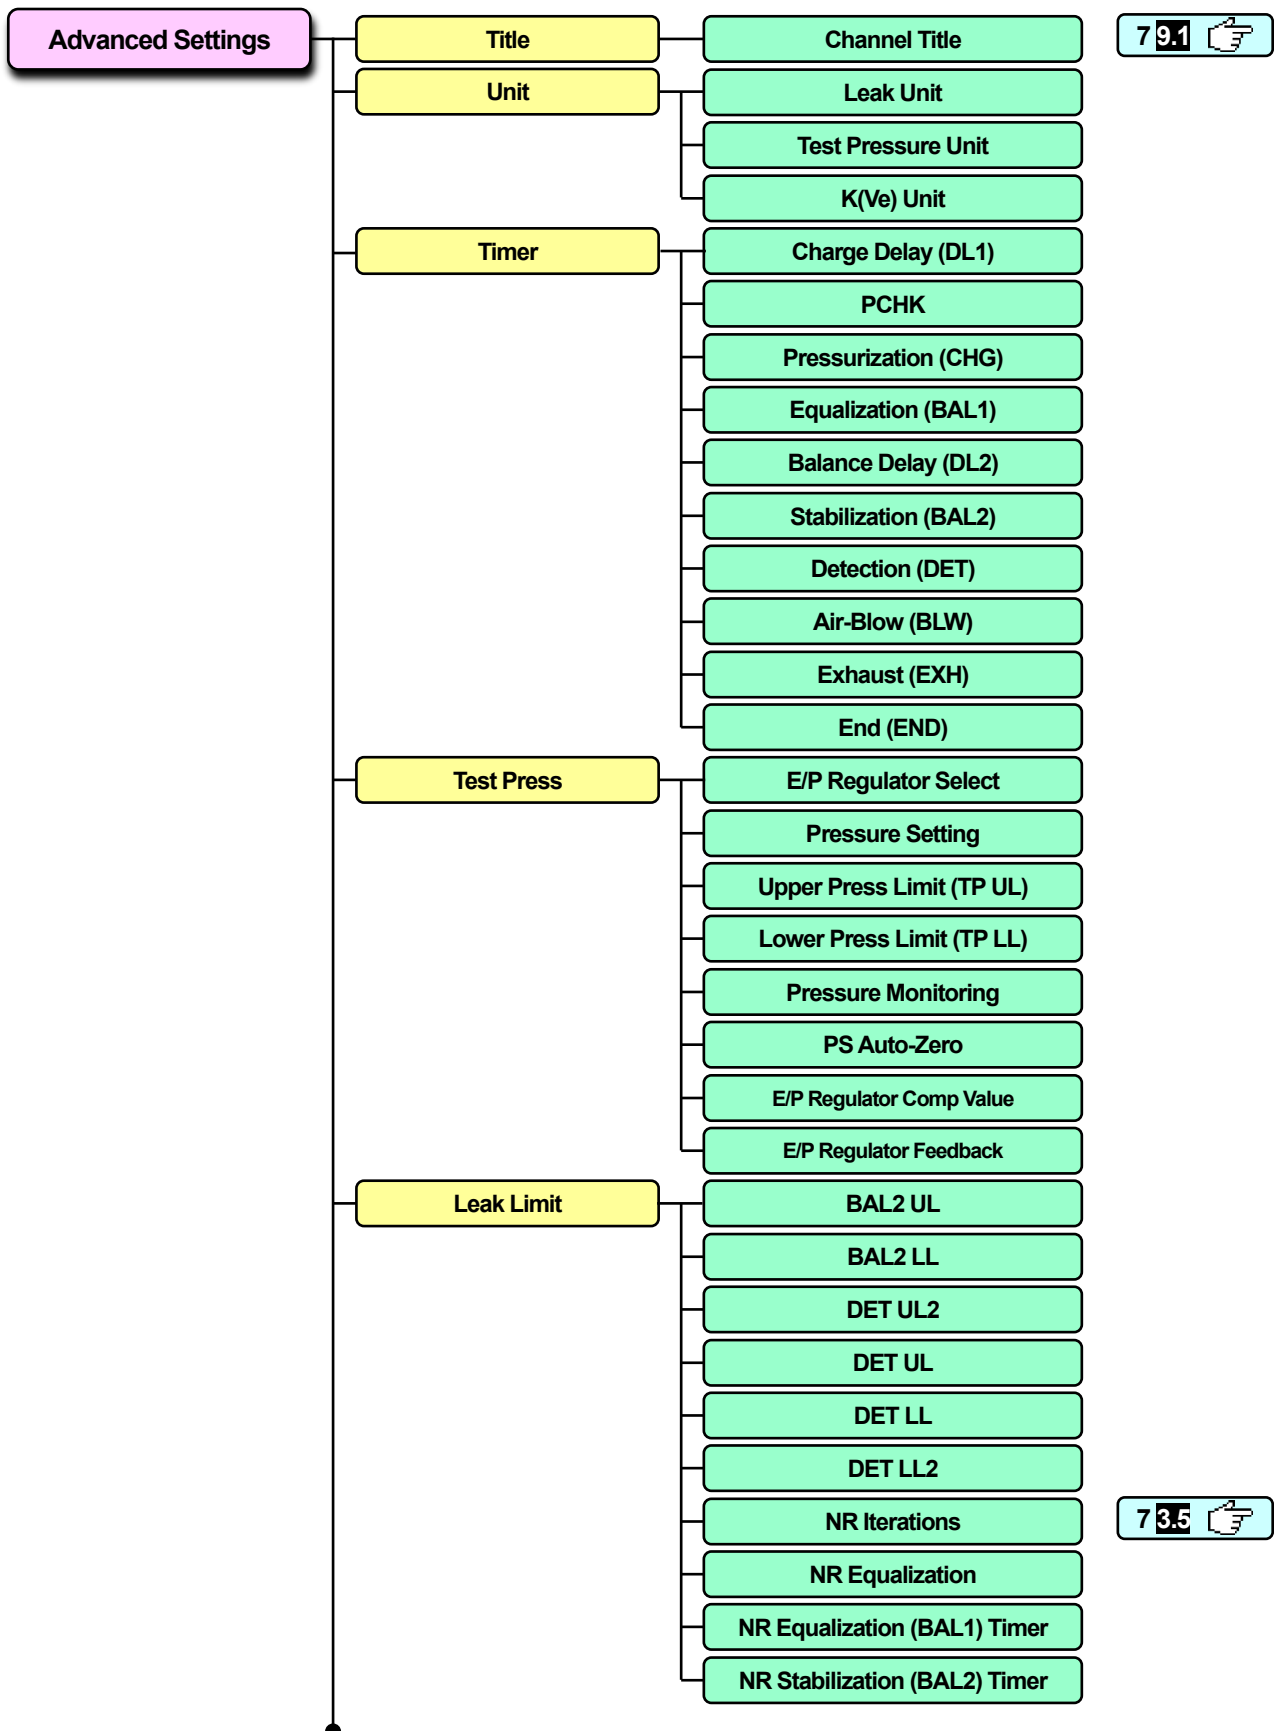 Advanced Settings
Title
Channel Title
7 9.1
Unit
Leak Unit
Test Pressure Unit
K(Ve) Unit
Timer
Charge Delay (DL1)
PCHK
Pressurization (CHG)
Equalization (BAL1)
Balance Delay (DL2)
Stabilization (BAL2)
Detection (DET)
Air-Blow (BLW)
Exhaust (EXH)
End (END)
Test Press
E/P Regulator Select
Pressure Setting
Upper Press Limit (TP UL)
Lower Press Limit (TP LL)
Pressure Monitoring
PS Auto-Zero
E/P Regulator Comp Value
E/P Regulator Feedback
Leak Limit
BAL2 UL
BAL2 LL
DET UL2
DET UL
DET LL
DET LL2
NR Iterations
7 3.5
NR Equalization
NR Equalization (BAL1) Timer
NR Stabilization (BAL2) Timer